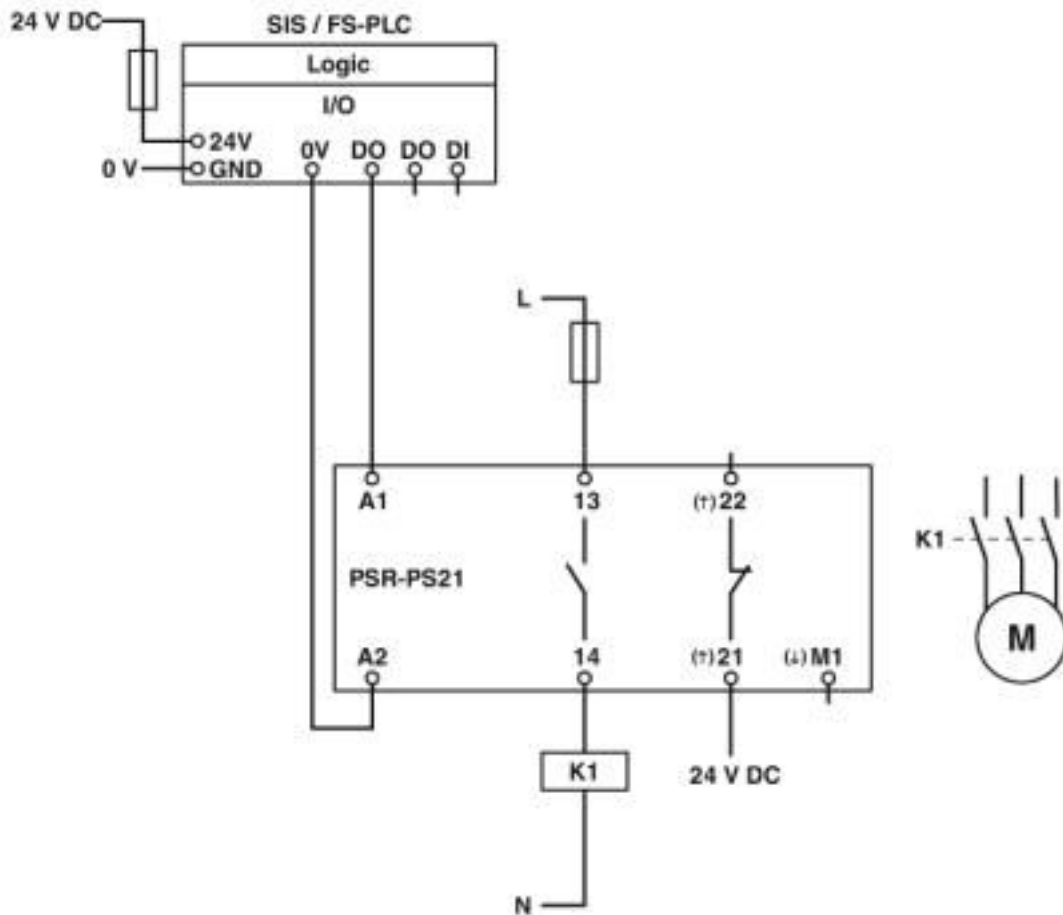 24 V DC
SIS / FS-PLC
Logic
I/O
24V
0V DO DO DI
0 V
GND
L
A1 13 (↑)22
K1
PSR-PS21
M
A2 14 (↑)21 (↓)M1
K1
24 V DC
N